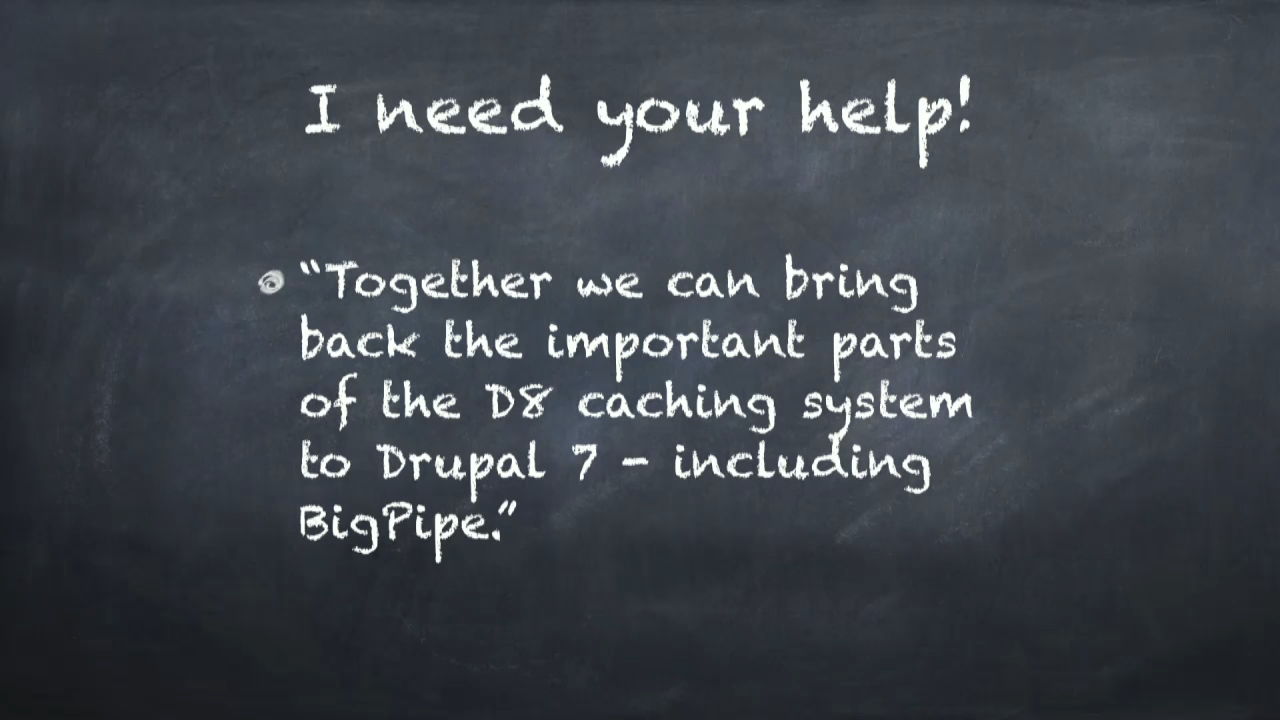 I need your help!
“Together we can bring
back the important parts
of the D8 caching system
to Drupal 7 - including
BigPipe.”